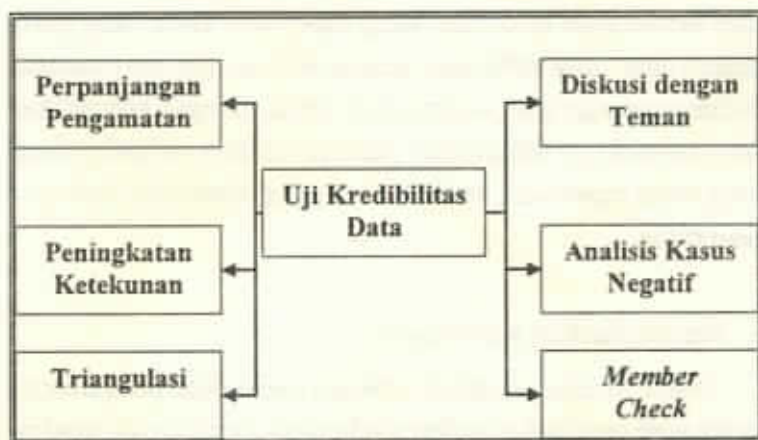 Perpanjangan
Pengamatan
Peningkatan
Ketekunan
Triangulasi
Uji Kredibilitas
Data
Diskusi dengan
Teman
Analisis Kasus
Negatif
Member
Check